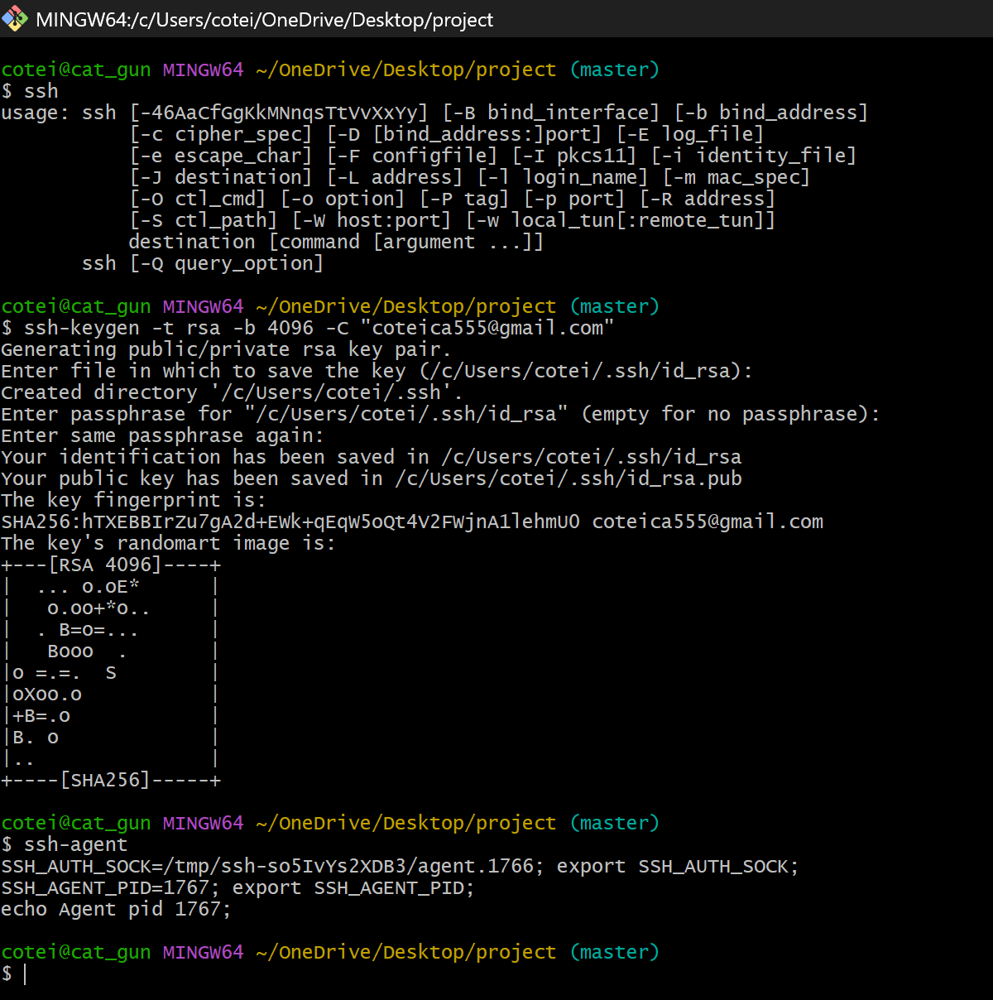 MINGW64:/c/Users/cotei/OneDrive/Desktop/project
cotei@cat_gun MINGW64 ~/OneDrive/Desktop/project (master)
$ ssh
usage: ssh [-46AaCfGgKkMNnqsTtVvXxYy] [-B bind_interface] [-b bind_address]
           [-c cipher_spec] [-D [bind_address:]port] [-E log_file]
           [-e escape_char] [-F configfile] [-I pkcs11] [-i identity_file]
           [-J destination] [-L address] [-l login_name] [-m mac_spec]
           [-O ctl_cmd] [-o option] [-P tag] [-p port] [-R address]
           [-S ctl_path] [-W host:port] [-w local_tun[:remote_tun]]
           destination [command [argument ...]]
       ssh [-Q query_option]
cotei@cat_gun MINGW64 ~/OneDrive/Desktop/project (master)
$ ssh-keygen -t rsa -b 4096 -C "coteica555@gmail.com"
Generating public/private rsa key pair.
Enter file in which to save the key (/c/Users/cotei/.ssh/id_rsa):
Created directory '/c/Users/cotei/.ssh'.
Enter passphrase for "/c/Users/cotei/.ssh/id_rsa" (empty for no passphrase):
Enter same passphrase again:
Your identification has been saved in /c/Users/cotei/.ssh/id_rsa
Your public key has been saved in /c/Users/cotei/.ssh/id_rsa.pub
The key fingerprint is:
SHA256:hTXEBBIrZu7gA2d+EWk+qEqW5oQt4V2FWjnA1lehmU0 coteica555@gmail.com
The key's randomart image is:
+---[RSA 4096]----+
|  ... o.oE*      |
|   o.oo+*o..     |
|  . B=o=...      |
|   Booo  .       |
|o =.=.  S        |
|oXoo.o           |
|+B=.o            |
|B. o             |
|..               |
+----[SHA256]-----+
cotei@cat_gun MINGW64 ~/OneDrive/Desktop/project (master)
$ ssh-agent
SSH_AUTH_SOCK=/tmp/ssh-so5IvYs2XDB3/agent.1766; export SSH_AUTH_SOCK;
SSH_AGENT_PID=1767; export SSH_AGENT_PID;
echo Agent pid 1767;
cotei@cat_gun MINGW64 ~/OneDrive/Desktop/project (master)
$